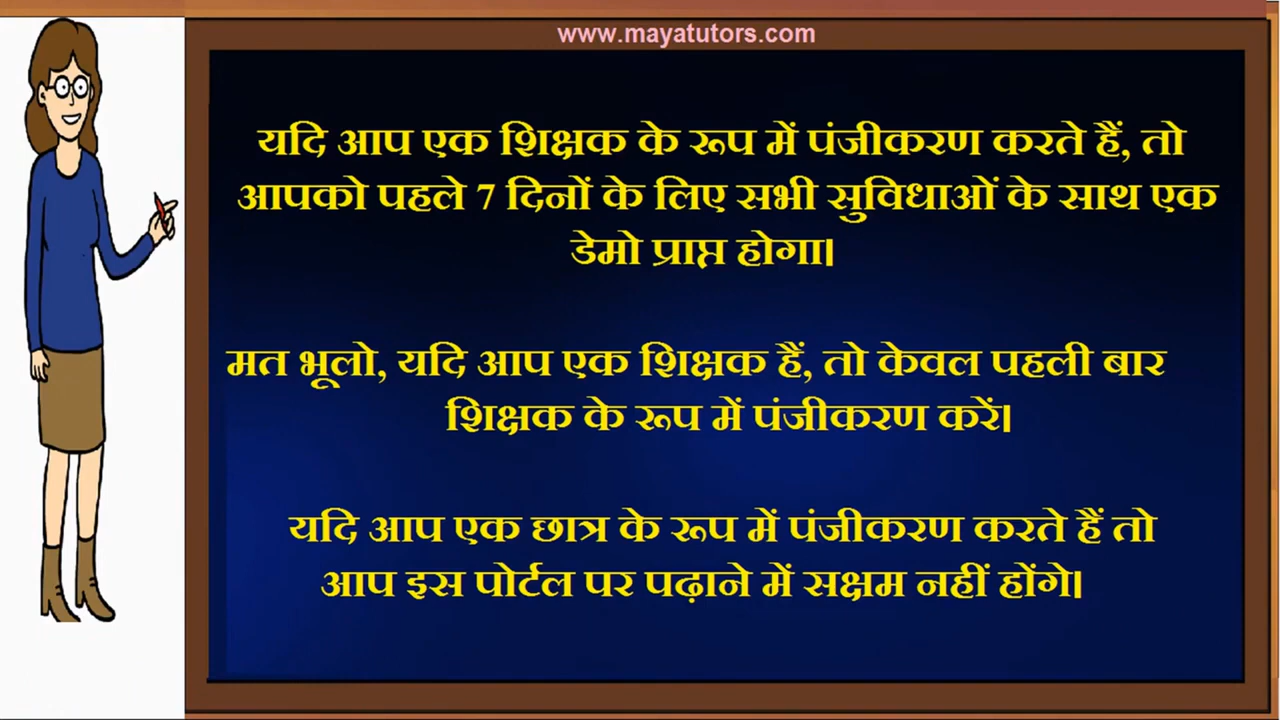 www.mayatutors.com
यदि आप एक शिक्षक के रूप में पंजीकरण करते हैं, तो
आपको पहले 7 दिनों के लिए सभी सुविधाओं के साथ एक
डेमो प्राप्त होगा।
मत भूलो, यदि आप एक शिक्षक हैं, तो केवल पहली बार
शिक्षक के रूप में पंजीकरण करें।
यदि आप एक छात्र के रूप में पंजीकरण करते हैं तो
आप इस पोर्टल पर पढ़ाने में सक्षम नहीं होंगे।